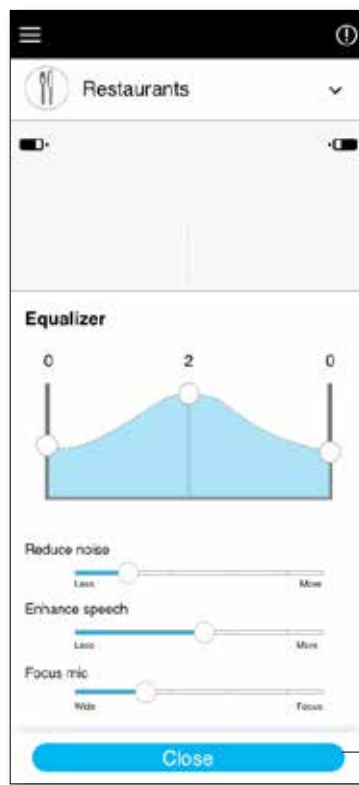 Restaurants
Equalizer
0 2 0
Reduce noise
Less More
Enhance speech
Less More
Focus mic
Wide Focus
Close